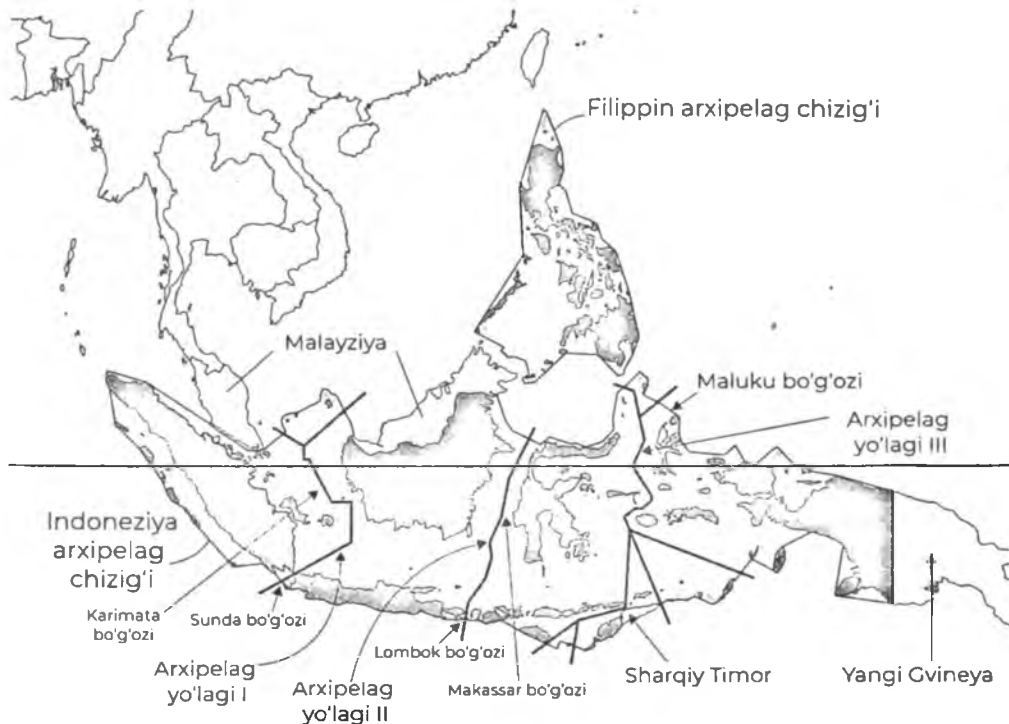 Filippin arxipelag chizig'i
Malayziya
Maluku bo'g'ozi
Arxipelag
yo'lagi III
Indoneziya
arxipelag
chizig'i
Karimata
bo'g'ozi
Sunda bo'g'ozi
Lombok bo'g'ozi
Arxipelag
yo'lagi I
Arxipelag
yo'lagi II
Makassar bo'g'ozi
Sharqiy Timor
Yangi Gvineya